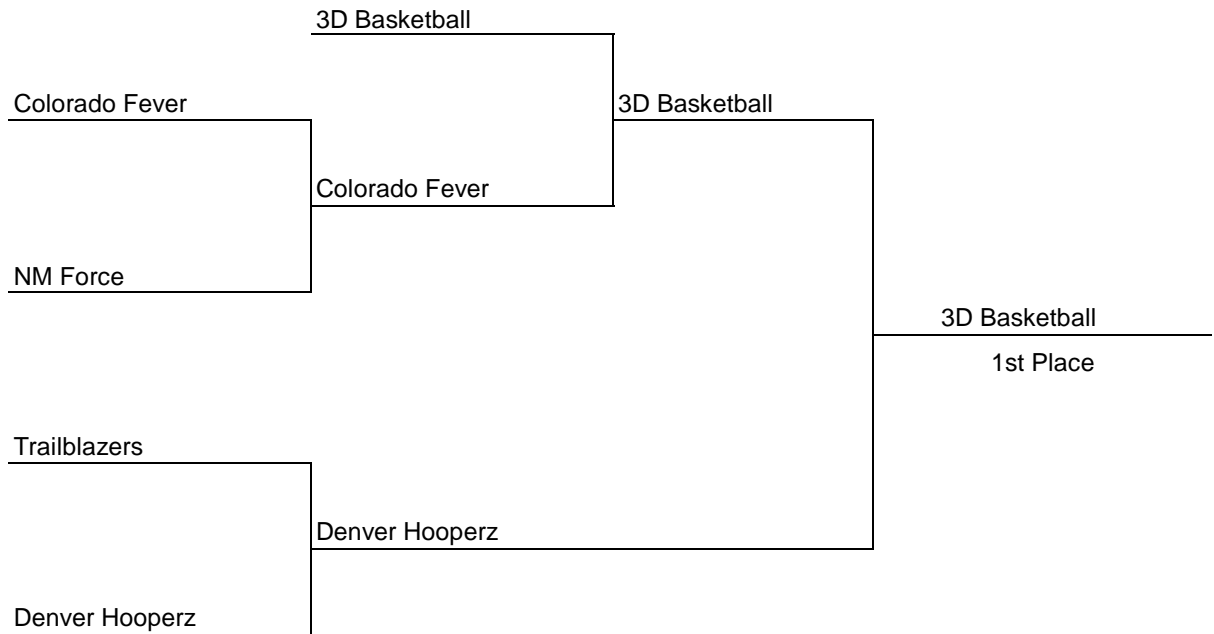 3D Basketball
Colorado Fever
3D Basketball
Colorado Fever
NM Force
3D Basketball
1st Place
Trailblazers
Denver Hooperz
Denver Hooperz